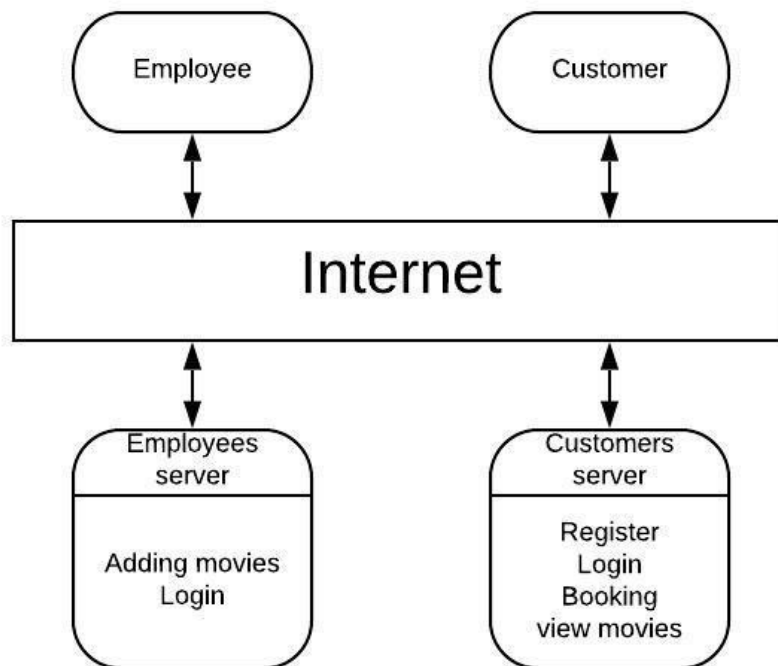 Employee
Customer
Internet
Employees
server
Adding movies
Login
Customers
server
Register
Login
Booking
view movies